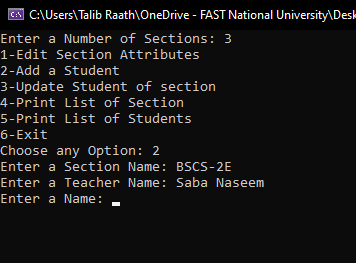 C:\Users\Talib Raath\OneDrive - FAST National University\Desk
Enter a Number of Sections: 3
1-Edit Section Attributes
2-Add a Student
3-Update Student of section
4-Print List of Section
5-Print List of Students
6-Exit
Choose any Option: 2
Enter a Section Name: BSCS-2E
Enter a Teacher Name: Saba Naseem
Enter a Name: